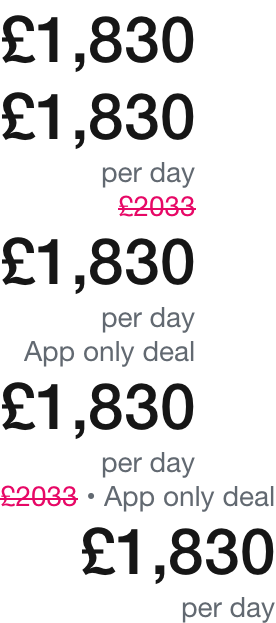 £1,830
£1,830
per day
£2033
£1,830
per day
App only deal
£1,830
per day
£2033 • App only deal
£1,830
per day